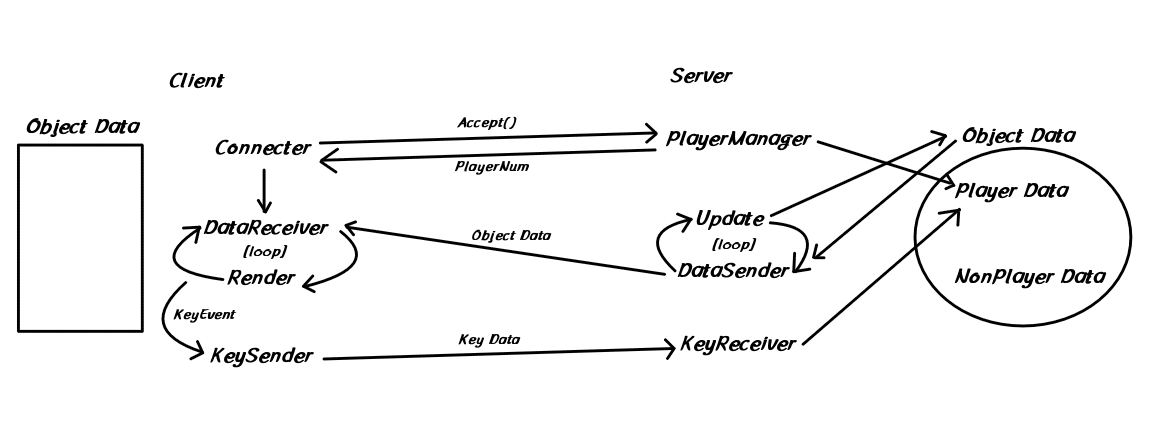 Client
Server
Object Data
Connecter
Accept()
PlayerNum
PlayerManager
Object Data
Player Data
NonPlayer Data
DataReceiver
[loop]
Render
Object Data
Update
[loop]
DataSender
KeyEvent
KeySender
Key Data
KeyReceiver